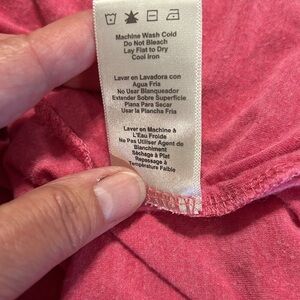 Machine Wash Cold
Do Not Bleach
Lay Flat to Dry
Cool Iron
Lavar en Lavadora con
Agua Fria
No Usar Blanqueador
Extender Sobre Superficie
Plana Para Secar
Usar la Plancha Fria
Laver en Machine à
L'Eau Froide
Ne Pas Utiliser Agent de
Blanchiment
Séchage à Plat
Repassage à
Température Faible